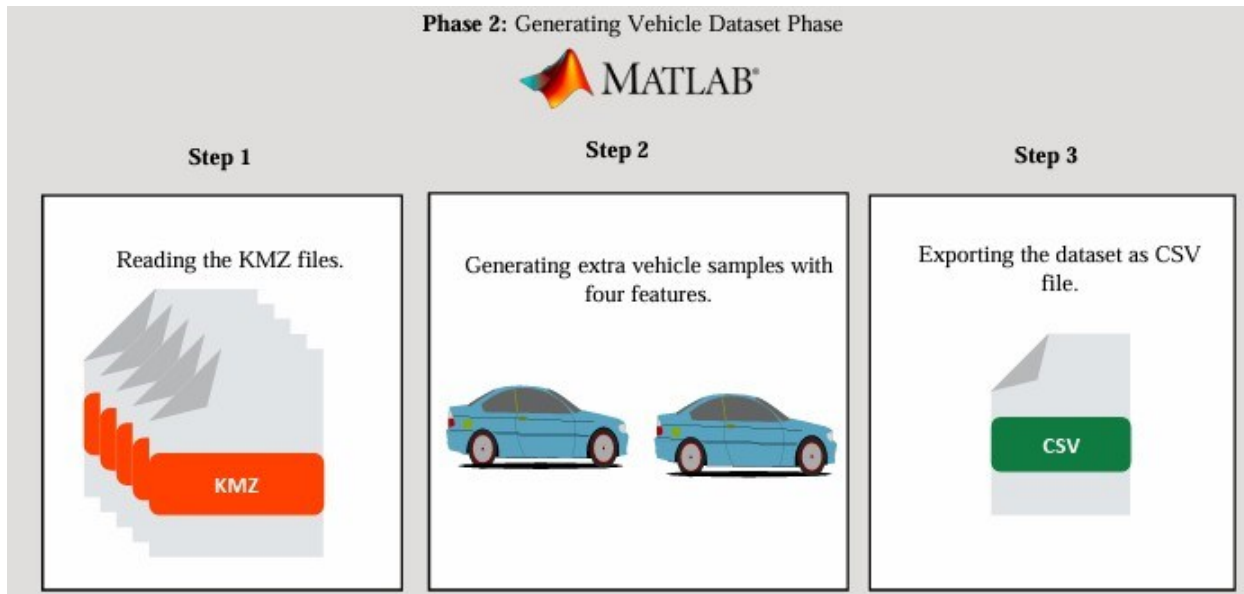 Phase 2: Generating Vehicle Dataset Phase
MATLAB®
Step 1
Step 2
Step 3
Reading the KMZ files.
KMZ
Generating extra vehicle samples with
four features.
Exporting the dataset as CSV
file.
CSV